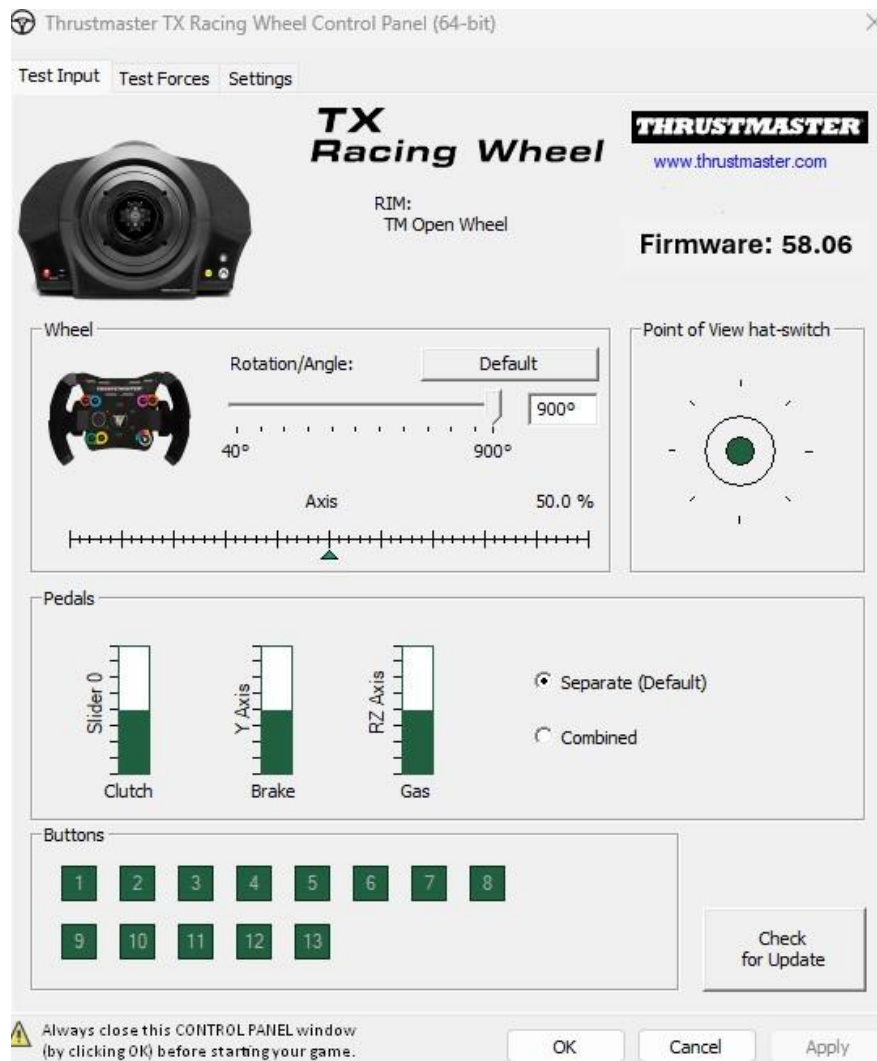 Thrustmaster TX Racing Wheel Control Panel (64-bit)
Test Input Test Forces Settings
TX
Racing Wheel
THRUSTMASTER
www.thrustmaster.com
RIM:
TM Open Wheel
Firmware: 58.06
Wheel
Rotation/Angle: Default
900°
40° 900°
Axis 50.0 %
Point of View hat-switch
Pedals
Slider 0
Clutch
Y Axis
Brake
RZ Axis
Gas
Separate (Default)
Combined
Buttons
1 2 3 4 5 6 7 8
9 10 11 12 13
Check
for Update
Always close this CONTROL PANEL window
(by clicking OK) before starting your game.
OK Cancel Apply